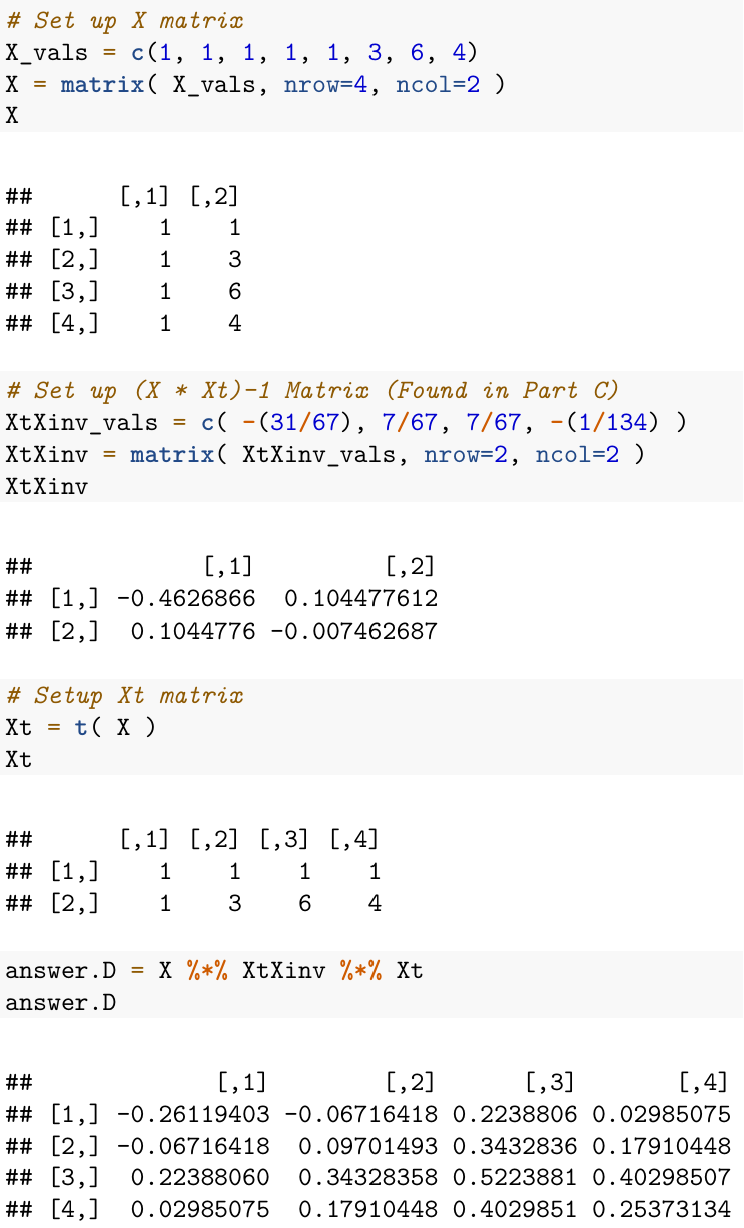 # Set up X matrix
X_vals = c(1, 1, 1, 1, 1, 3, 6, 4)
X = matrix( X_vals, nrow=4, ncol=2 )
X
##      [,1] [,2]
## [1,]    1    1
## [2,]    1    3
## [3,]    1    6
## [4,]    1    4
# Set up (X * Xt)-1 Matrix (Found in Part C)
XtXinv_vals = c( -(31/67), 7/67, 7/67, -(1/134) )
XtXinv = matrix( XtXinv_vals, nrow=2, ncol=2 )
XtXinv
##            [,1]         [,2]
## [1,] -0.4626866  0.104477612
## [2,]  0.1044776 -0.007462687
# Setup Xt matrix
Xt = t( X )
Xt
##      [,1] [,2] [,3] [,4]
## [1,]    1    1    1    1
## [2,]    1    3    6    4
answer.D = X %*% XtXinv %*% Xt
answer.D
##             [,1]        [,2]      [,3]       [,4]
## [1,] -0.26119403 -0.06716418 0.2238806 0.02985075
## [2,] -0.06716418  0.09701493 0.3432836 0.17910448
## [3,]  0.22388060  0.34328358 0.5223881 0.40298507
## [4,]  0.02985075  0.17910448 0.4029851 0.25373134